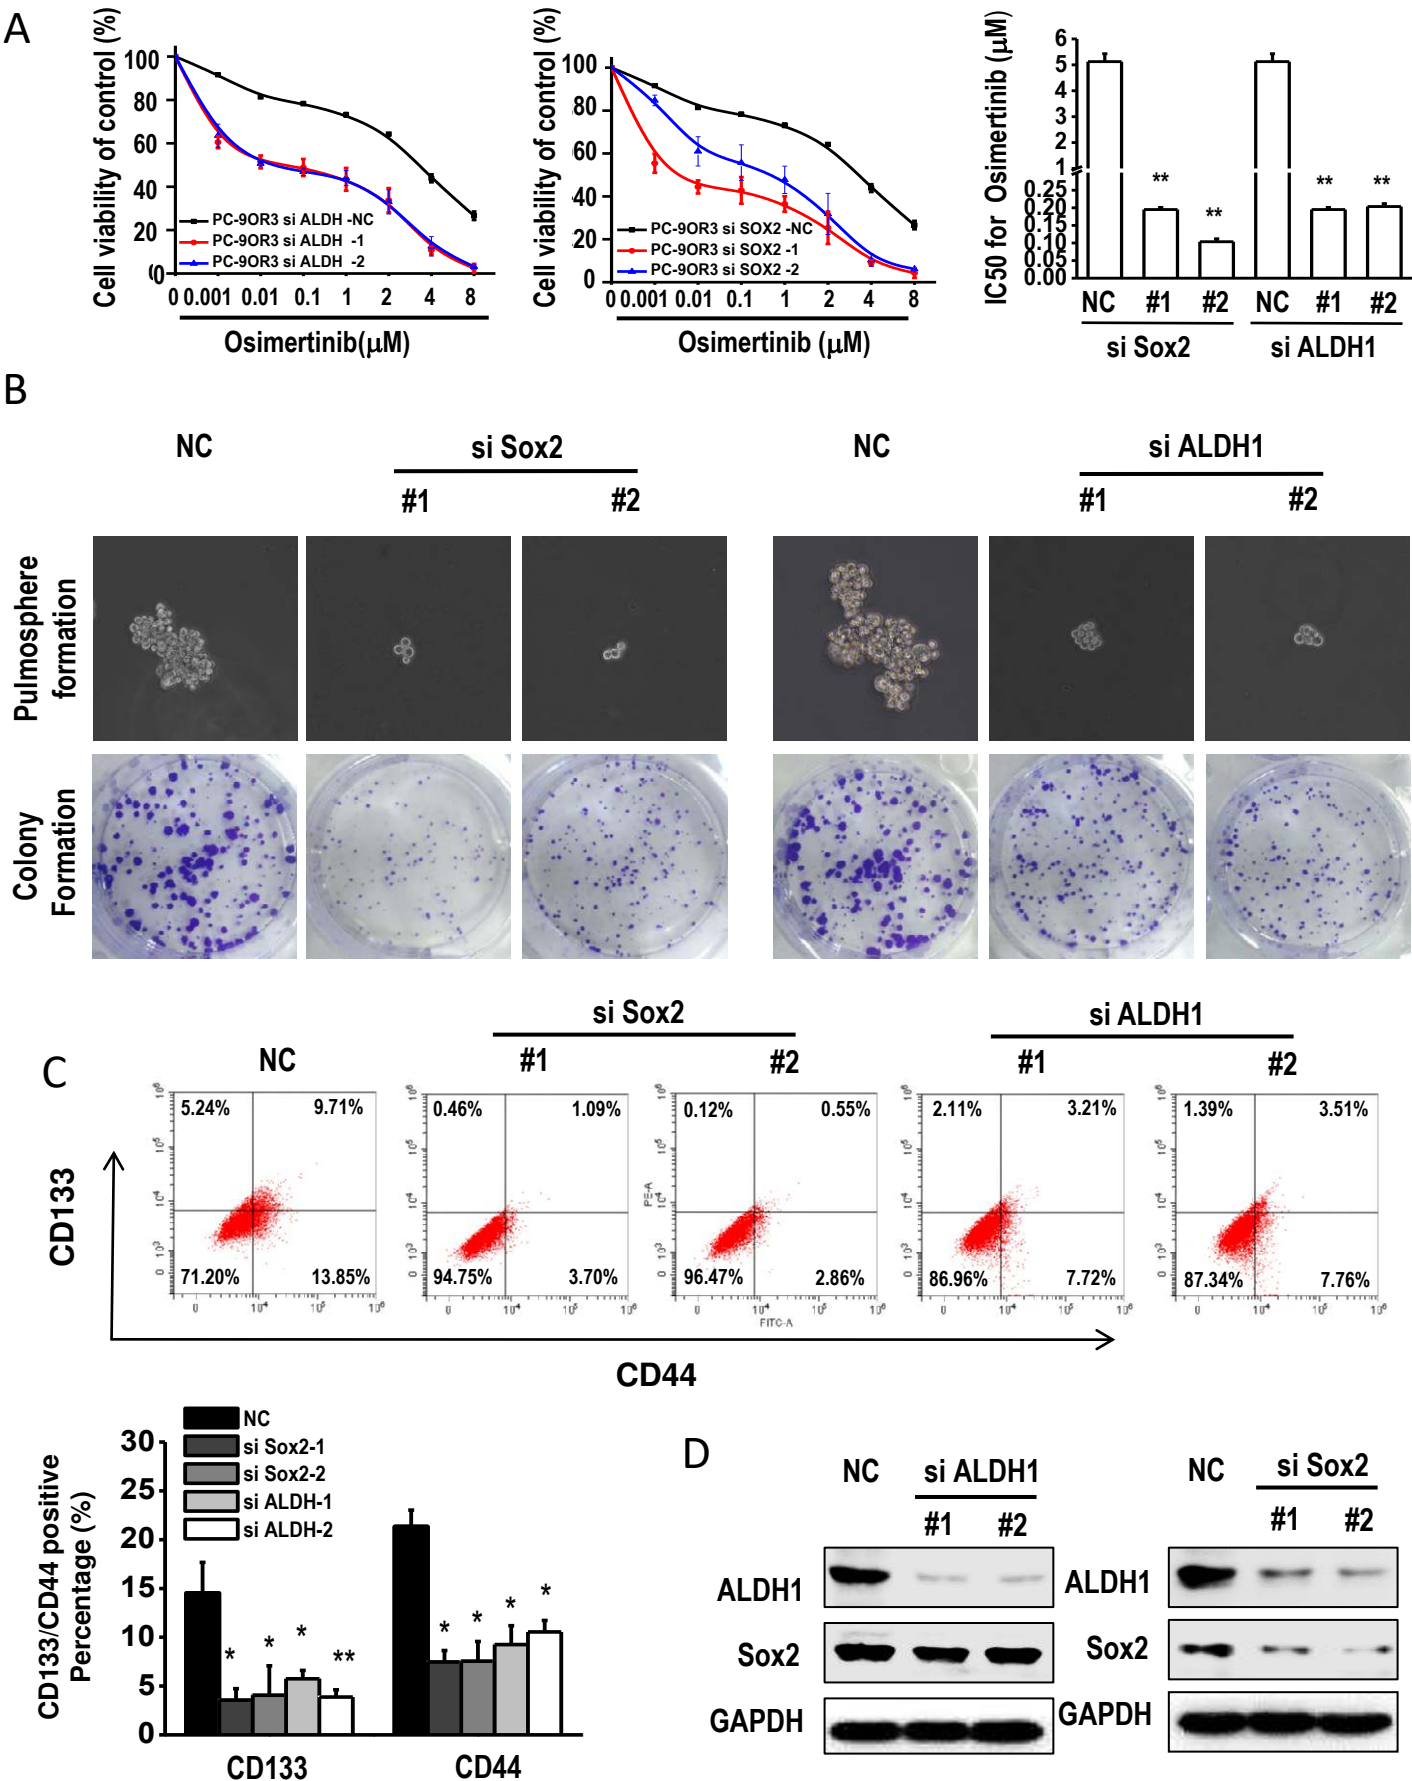 A
Cell viability of control (%)
100
80
60
40
20
0
PC-9OR3 si ALDH -NC
PC-9OR3 si ALDH -1
PC-9OR3 si ALDH -2
0 0.001 0.01 0.1 1 2 4 8
Osimertinib(μM)
Cell viability of control (%)
100
80
60
40
20
0
PC-9OR3 si SOX2 -NC
PC-9OR3 si SOX2 -1
PC-9OR3 si SOX2 -2
0 0.001 0.01 0.1 1 2 4 8
Osimertinib (μM)
IC50 for Osimertinib (μM)
6
5
4
3
2
1
0.25
0.20
0.15
0.10
0.05
0.00
** ** ** **
NC #1 #2 NC #1 #2
si Sox2 si ALDH1
B
NC si Sox2 NC si ALDH1
#1 #2 #1 #2
Pulmosphere
formation
Colony
Formation
C
si Sox2 si ALDH1
NC #1 #2 #1 #2
CD133
5.24% 9.71%
71.20% 13.85%
0.46% 1.09%
94.75% 3.70%
0.12% 0.55%
96.47% 2.86%
2.11% 3.21%
86.96% 7.72%
1.39% 3.51%
87.34% 7.76%
PE-A
FITC-A
0 10⁴ 10⁵ 10⁶
CD44
CD133/CD44 positive
Percentage (%)
30
25
20
15
10
5
0
NC
si Sox2-1
si Sox2-2
si ALDH-1
si ALDH-2
* * * **
* * * *
CD133 CD44
D
NC si ALDH1
#1 #2
ALDH1
Sox2
GAPDH
NC si Sox2
#1 #2
ALDH1
Sox2
GAPDH